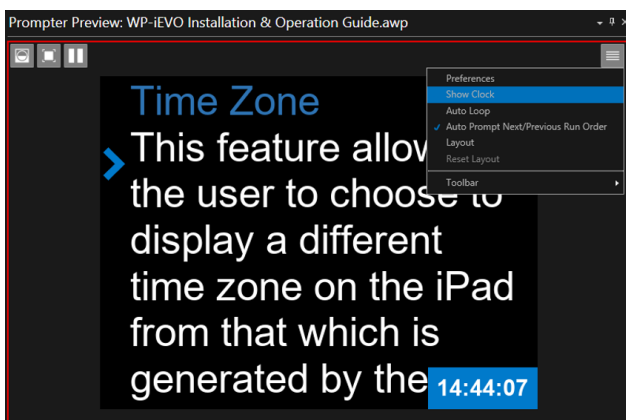 Prompter Preview: WP-iEVO Installation & Operation Guide.awp
Preferences
Show Clock
Auto Loop
Auto Prompt Next/Previous Run Order
Layout
Reset Layout
Toolbar
Time Zone
This feature allow
the user to choose to
display a different
time zone on the iPad
from that which is
generated by the
14:44:07